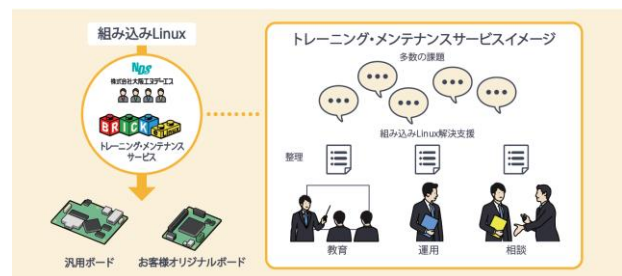 組み込みLinux
トレーニング・メンテナンスサービスイメージ
多数の課題
NDS
株式会社大阪エヌデーエス
BRICK
トレーニング・メンテナンス
サービス
組み込みLinux解決支援
整理
教育
運用
相談
汎用ボード
お客様オリジナルボード